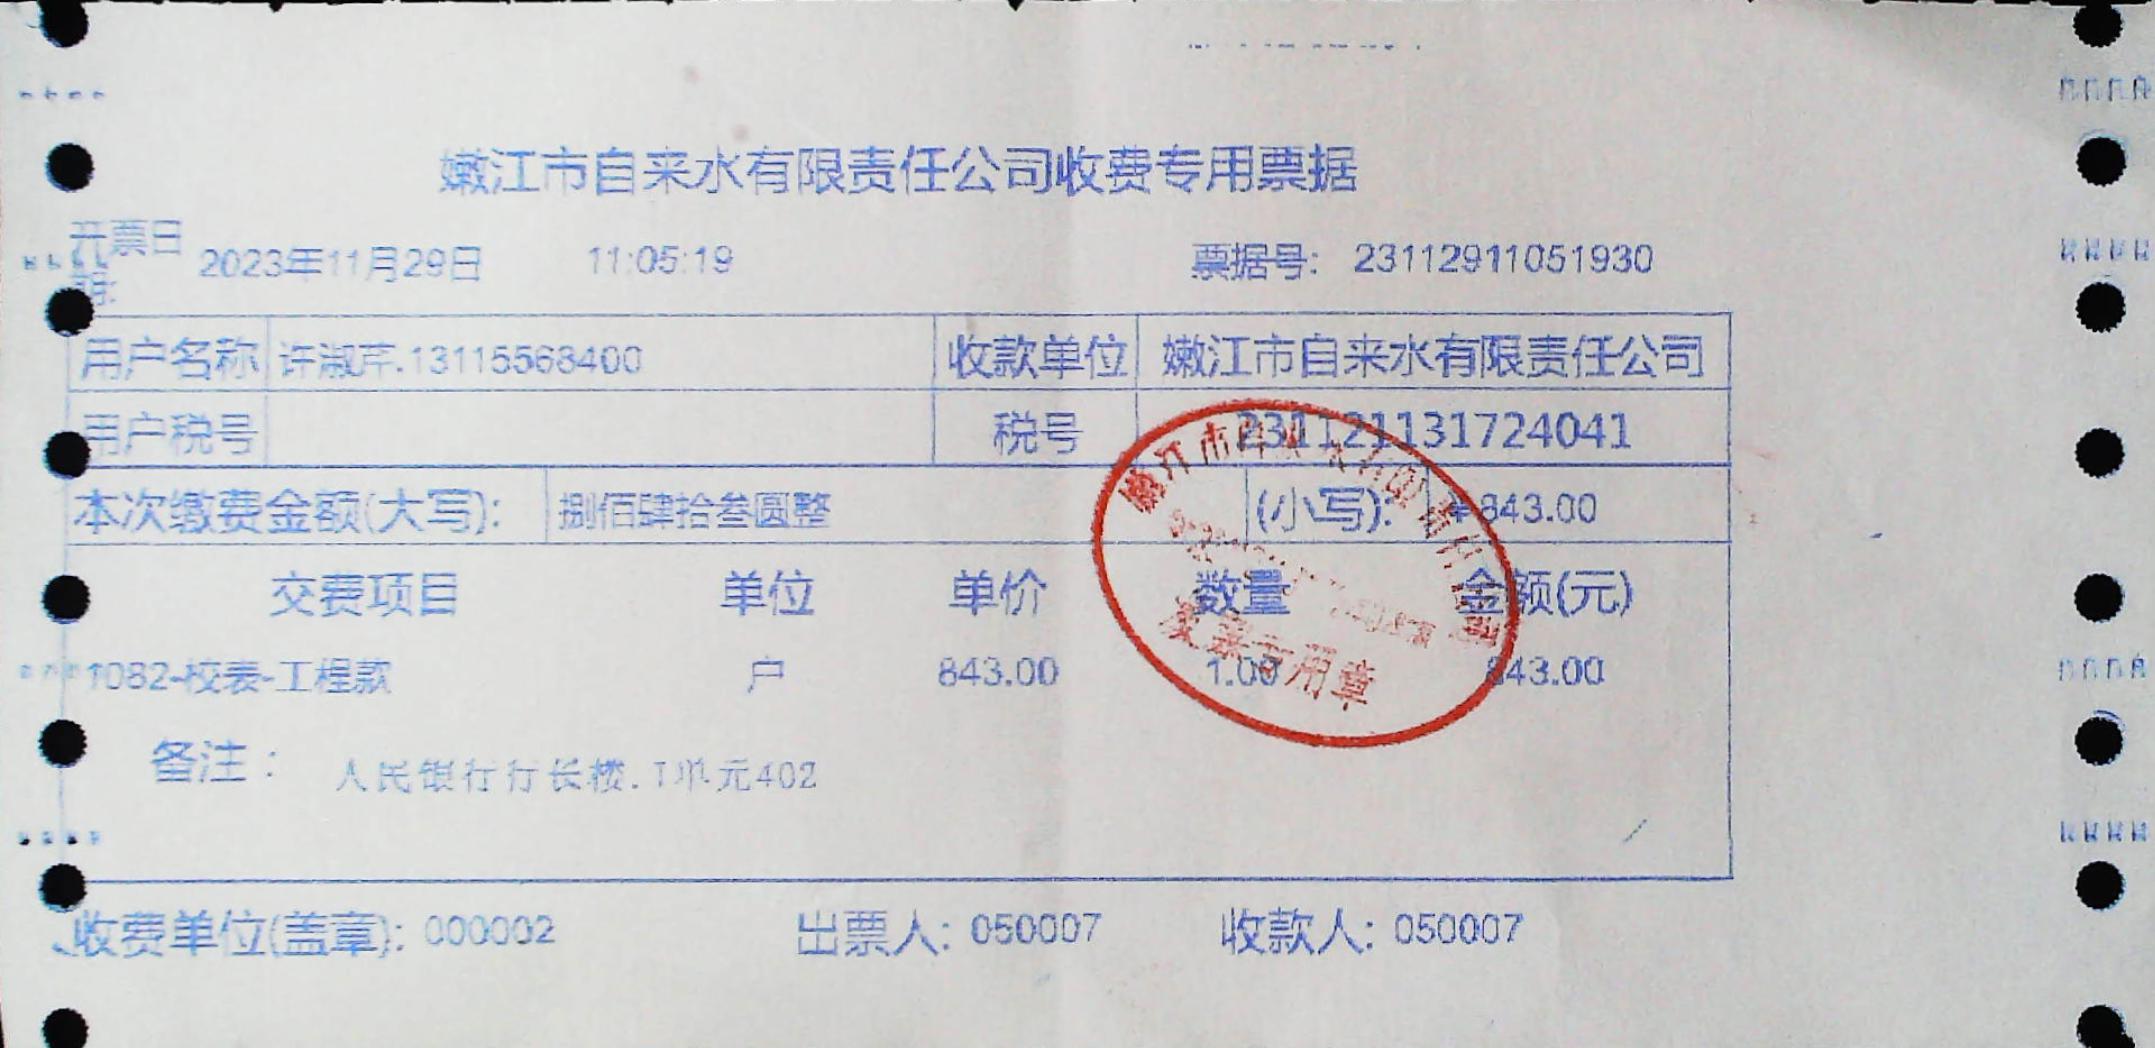 嫩江市自来水有限责任公司收费专用票据
开票日期: 2023年11月29日 11:05:19 票据号: 23112911051930
用户名称 许淑芹.13115568400 收款单位 嫩江市自来水有限责任公司
用户税号 税号 231121131724041
本次缴费金额(大写): 捌佰肆拾叁圆整 (小写): ¥843.00
交费项目 单位 单价 数量 金额(元)
1082-校表-工程款 户 843.00 1.00 843.00
发票专用章
备注: 人民银行行长楼.1单元402
收费单位(盖章): 000002 出票人: 050007 收款人: 050007